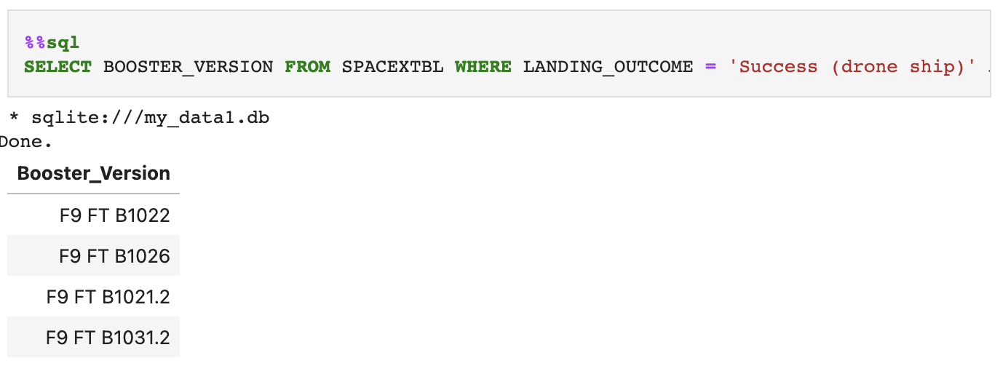 %%sql
SELECT BOOSTER_VERSION FROM SPACEXTBL WHERE LANDING_OUTCOME = 'Success (drone ship)'
* sqlite:///my_data1.db
Done.
Booster_Version
F9 FT B1022
F9 FT B1026
F9 FT B1021.2
F9 FT B1031.2